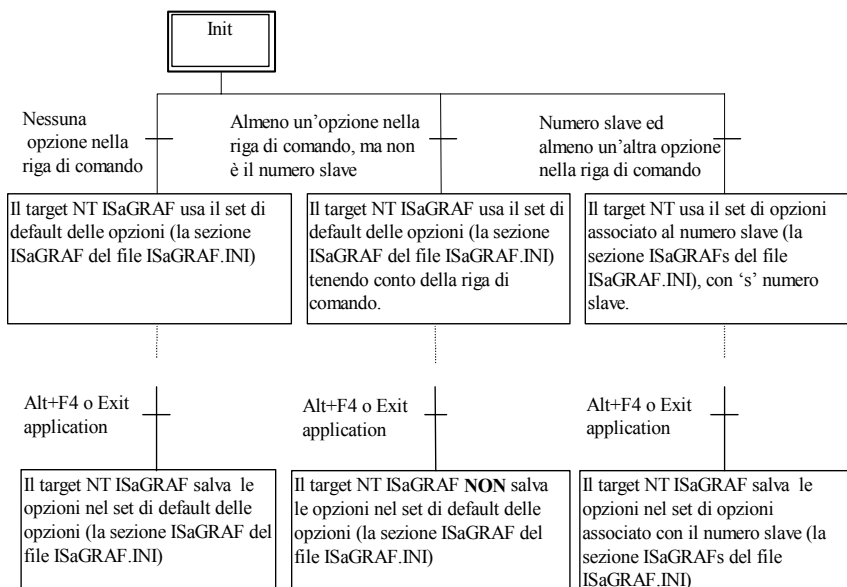 Init
Nessuna
opzione nella
riga di comando
Almeno un'opzione nella
riga di comando, ma non
è il numero slave
Numero slave ed
almeno un'altra opzione
nella riga di comando
Il target NT ISaGRAF usa il set di
default delle opzioni (la sezione
ISaGRAF del file ISaGRAF.INI)
Il target NT ISaGRAF usa il set di
default delle opzioni (la sezione
ISaGRAF del file ISaGRAF.INI)
tenendo conto della riga di
comando.
Il target NT usa il set di opzioni
associato al numero slave (la
sezione ISaGRAFs del file
ISaGRAF.INI), con 's' numero
slave.
Alt+F4 o Exit
application
Alt+F4 o Exit
application
Alt+F4 o Exit
application
Il target NT ISaGRAF salva le
opzioni nel set di default delle
opzioni (la sezione ISaGRAF del
file ISaGRAF.INI)
Il target NT ISaGRAF NON salva
le opzioni nel set di default delle
opzioni (la sezione ISaGRAF del
file ISaGRAF.INI)
Il target NT ISaGRAF salva le
opzioni nel set di opzioni
associato con il numero slave (la
sezione ISaGRAFs del file
ISaGRAF.INI)